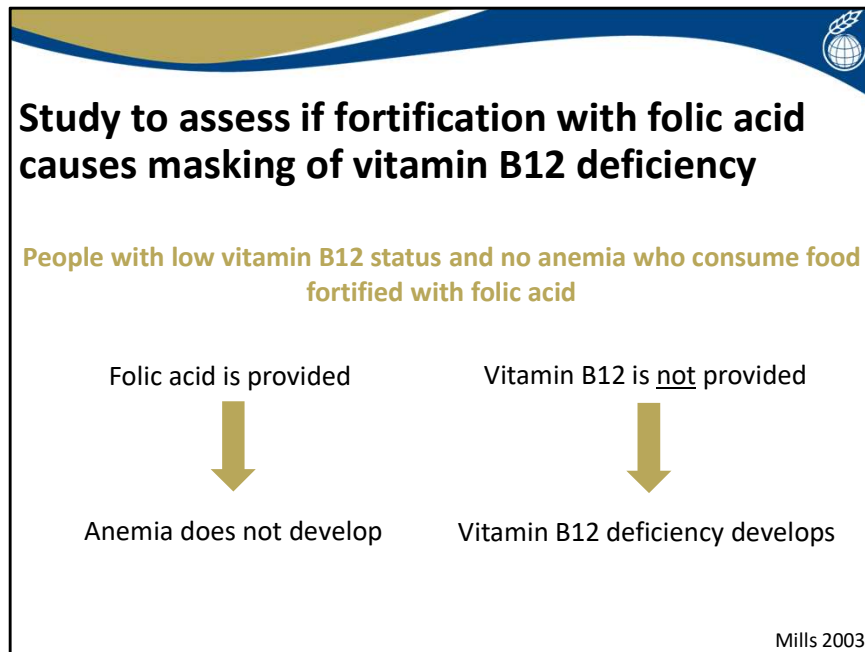 Study to assess if fortification with folic acid
causes masking of vitamin B12 deficiency
People with low vitamin B12 status and no anemia who consume food
fortified with folic acid
Folic acid is provided
Vitamin B12 is not provided
Anemia does not develop
Vitamin B12 deficiency develops
Mills 2003